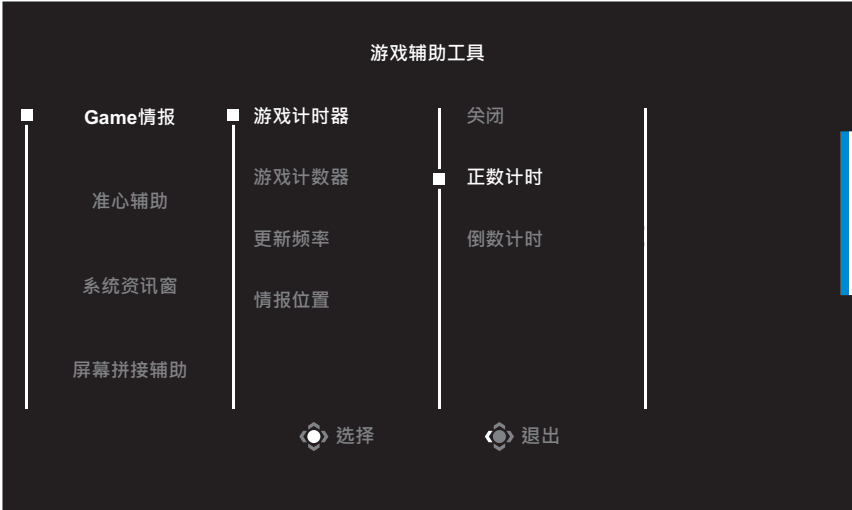 游戏辅助工具
Game情报
准心辅助
系统资讯窗
屏幕拼接辅助
游戏计时器
游戏计数器
更新频率
情报位置
关闭
正数计时
倒数计时
选择
退出